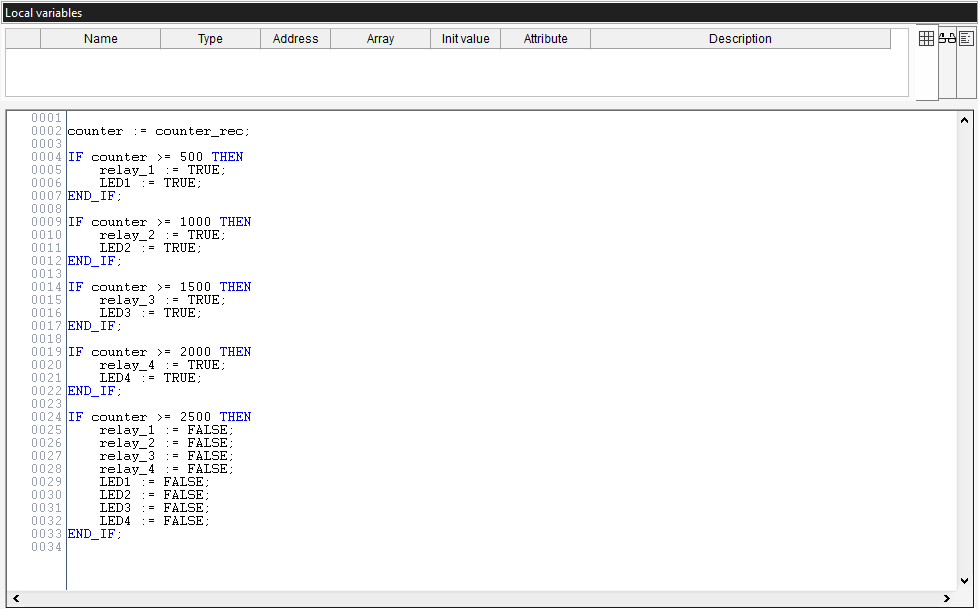 Local variables
Name Type Address Array Init value Attribute Description
0001
0002 counter := counter_rec;
0003
0004 IF counter >= 500 THEN
0005     relay_1 := TRUE;
0006     LED1 := TRUE;
0007 END_IF;
0008
0009 IF counter >= 1000 THEN
0010     relay_2 := TRUE;
0011     LED2 := TRUE;
0012 END_IF;
0013
0014 IF counter >= 1500 THEN
0015     relay_3 := TRUE;
0016     LED3 := TRUE;
0017 END_IF;
0018
0019 IF counter >= 2000 THEN
0020     relay_4 := TRUE;
0021     LED4 := TRUE;
0022 END_IF;
0023
0024 IF counter >= 2500 THEN
0025     relay_1 := FALSE;
0026     relay_2 := FALSE;
0027     relay_3 := FALSE;
0028     relay_4 := FALSE;
0029     LED1 := FALSE;
0030     LED2 := FALSE;
0031     LED3 := FALSE;
0032     LED4 := FALSE;
0033 END_IF;
0034